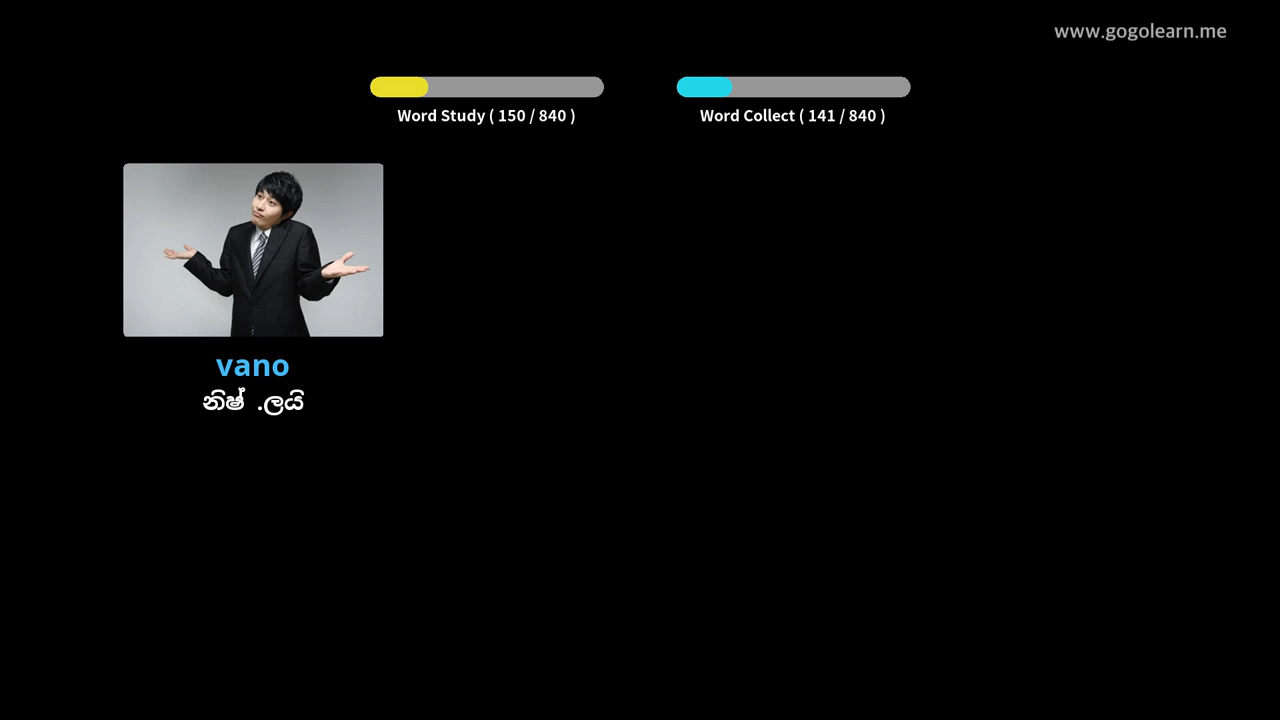 www.gogolearn.me
Word Study ( 150 / 840 )
Word Collect ( 141 / 840 )
vano
නිෂ් .ලයි